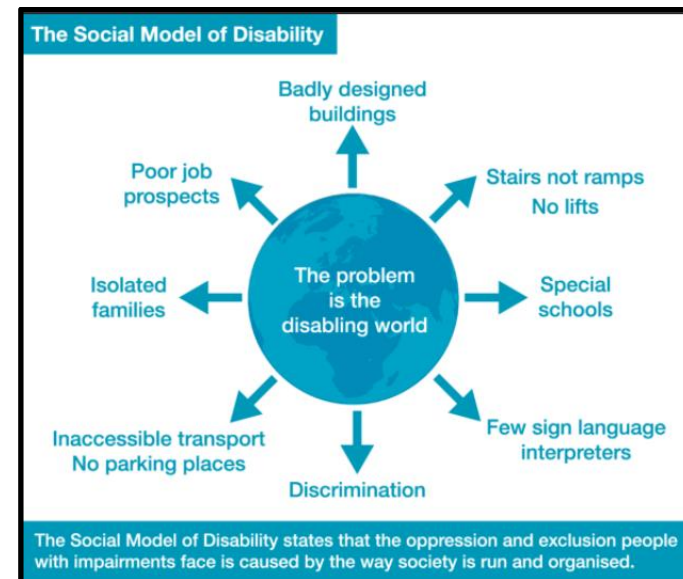 The Social Model of Disability
Badly designed
buildings
Stairs not ramps
No lifts
Special
schools
Few sign language
interpreters
Discrimination
Inaccessible transport
No parking places
Isolated
families
Poor job
prospects
The problem
is the
disabling world
The Social Model of Disability states that the oppression and exclusion people
with impairments face is caused by the way society is run and organised.